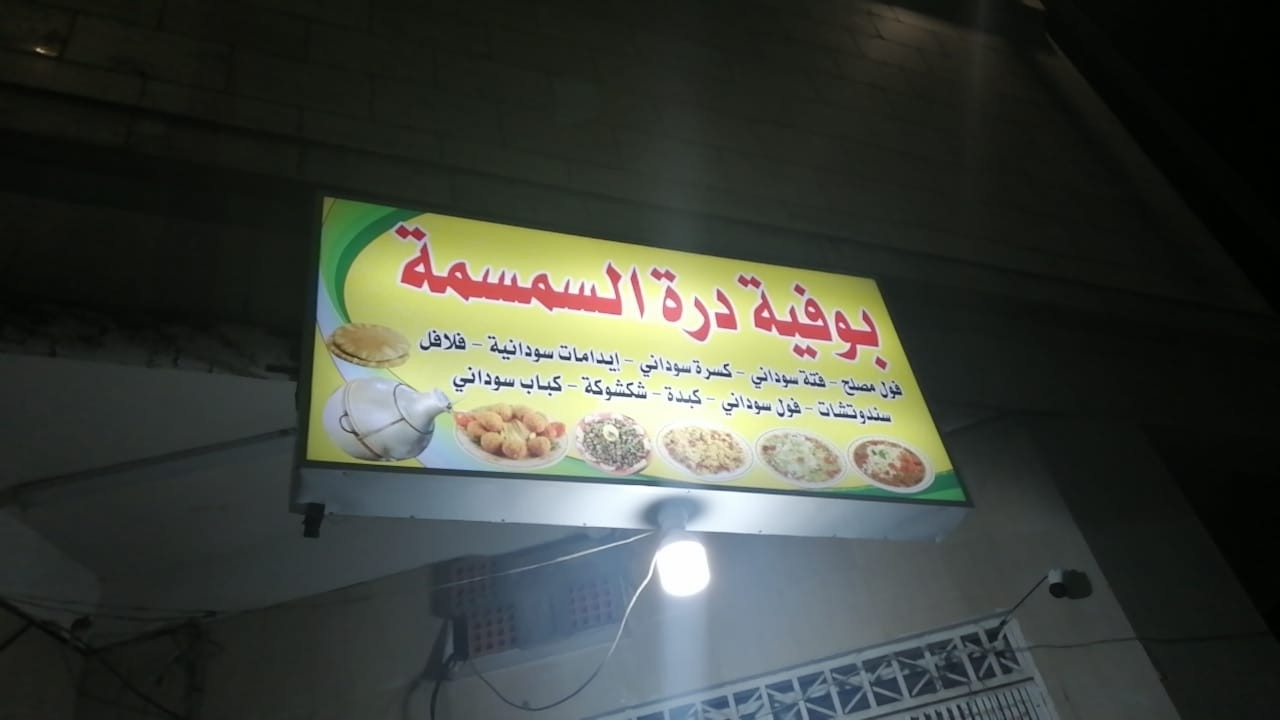 بوفية درة السمسمة
فول مصلح - فتة سوداني - كسرة سوداني - إيدامات سودانية - فلافل
سندوتشات - فول سوداني - كبدة - شكشوكة - كباب سوداني